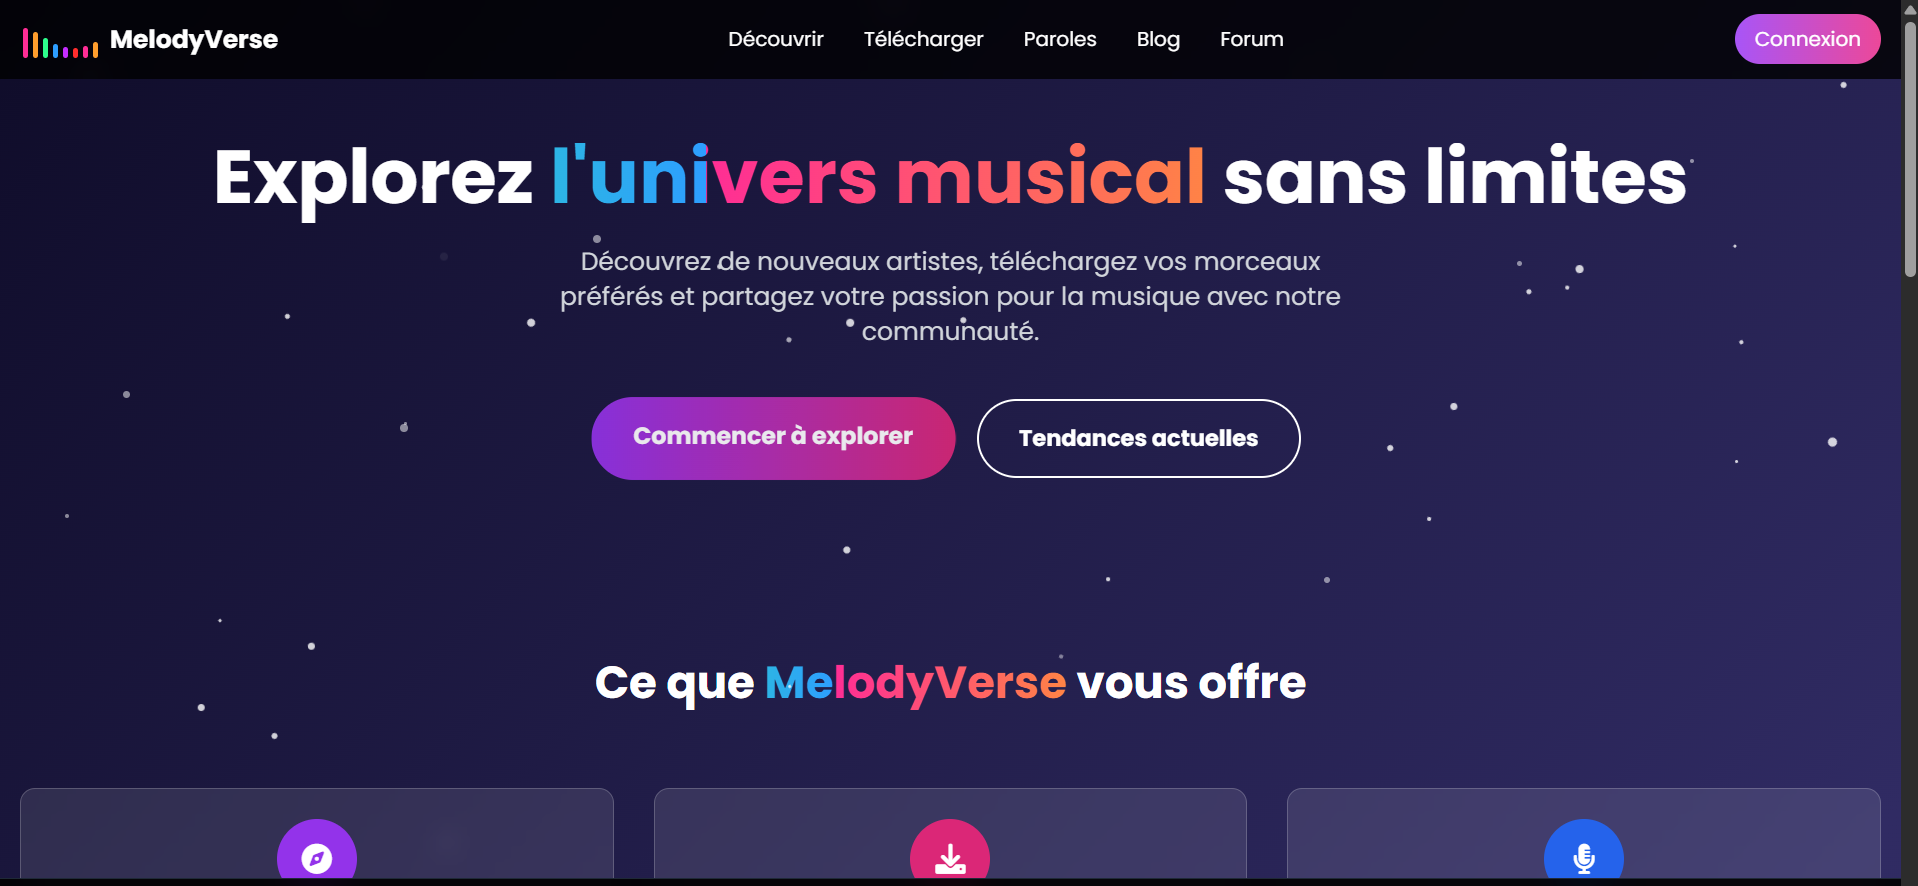 MelodyVerse
Découvrir
Télécharger
Paroles
Blog
Forum
Connexion
Explorez l'univers musical sans limites
Découvrez de nouveaux artistes, téléchargez vos morceaux
préférés et partagez votre passion pour la musique avec notre
communauté.
Commencer à explorer
Tendances actuelles
Ce que MelodyVerse vous offre